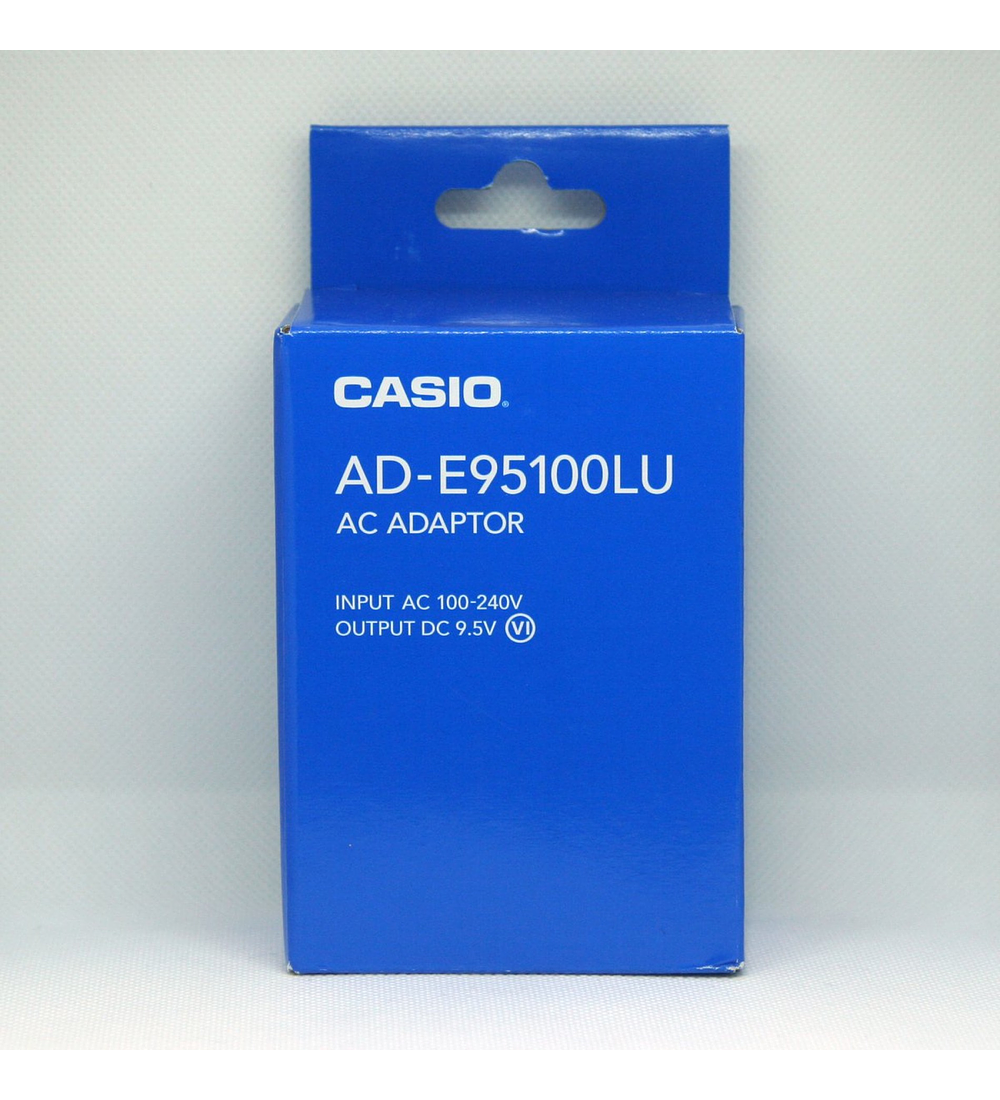 CASIO®
AD-E95100LU
AC ADAPTOR
INPUT AC 100-240V
OUTPUT DC 9.5V VI